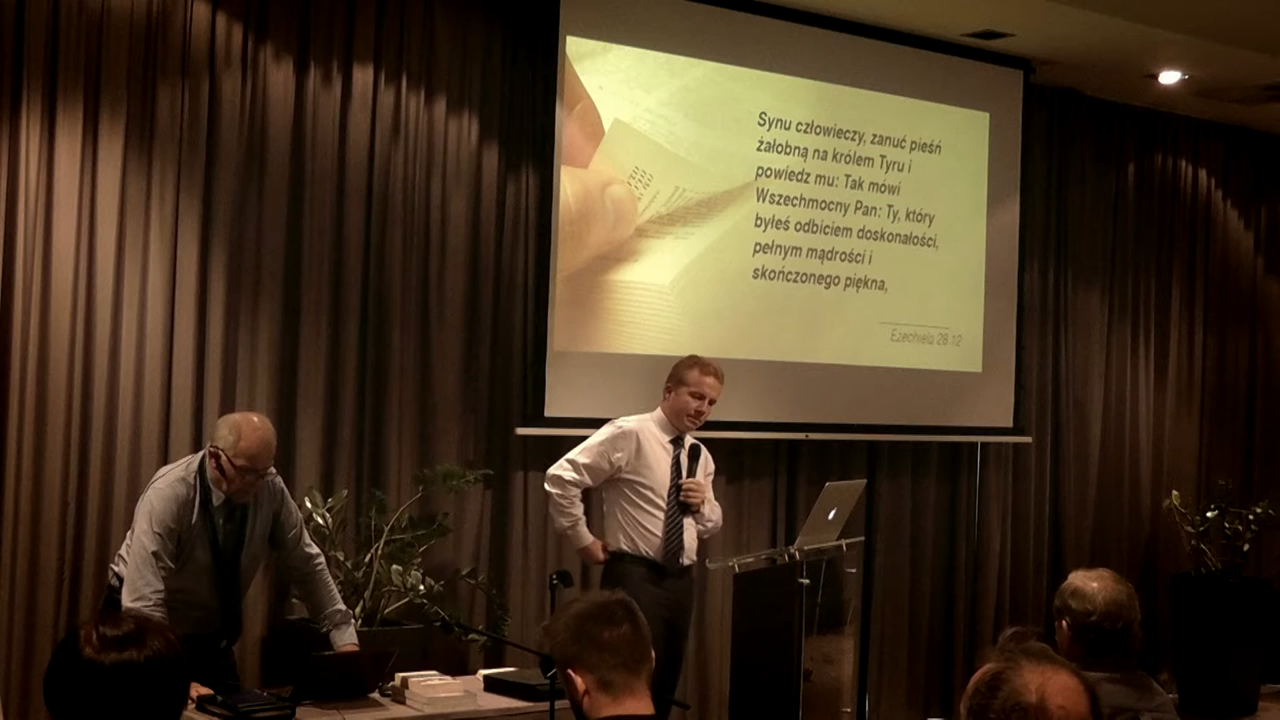 Synu człowieczy, zanuć pieśń
żałobną na królem Tyru i
powiedz mu: Tak mówi
Wszechmocny Pan: Ty, który
byłeś odbiciem doskonałości,
pełnym mądrości i
skończonego piękna,
Ezechiela 28.12